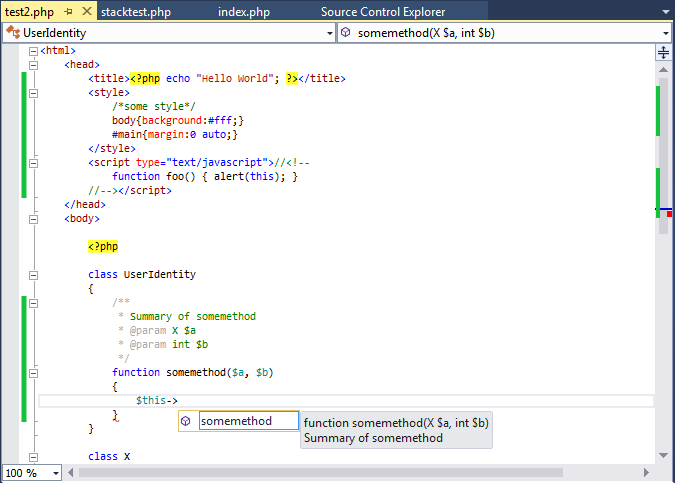 test2.php stacktest.php index.php Source Control Explorer
UserIdentity somemethod(X $a, int $b)
<html>
<head>
<title><?php echo "Hello World"; ?></title>
<style>
/*some style*/
body{background:#fff;}
#main{margin:0 auto;}
</style>
<script type="text/javascript">//<!--
function foo() { alert(this); }
//--></script>
</head>
<body>
<?php
class UserIdentity
{
/**
* Summary of somemethod
* @param X $a
* @param int $b
*/
function somemethod($a, $b)
{
$this->
}
somemethod function somemethod(X $a, int $b)
}
Summary of somemethod
class X
100 %